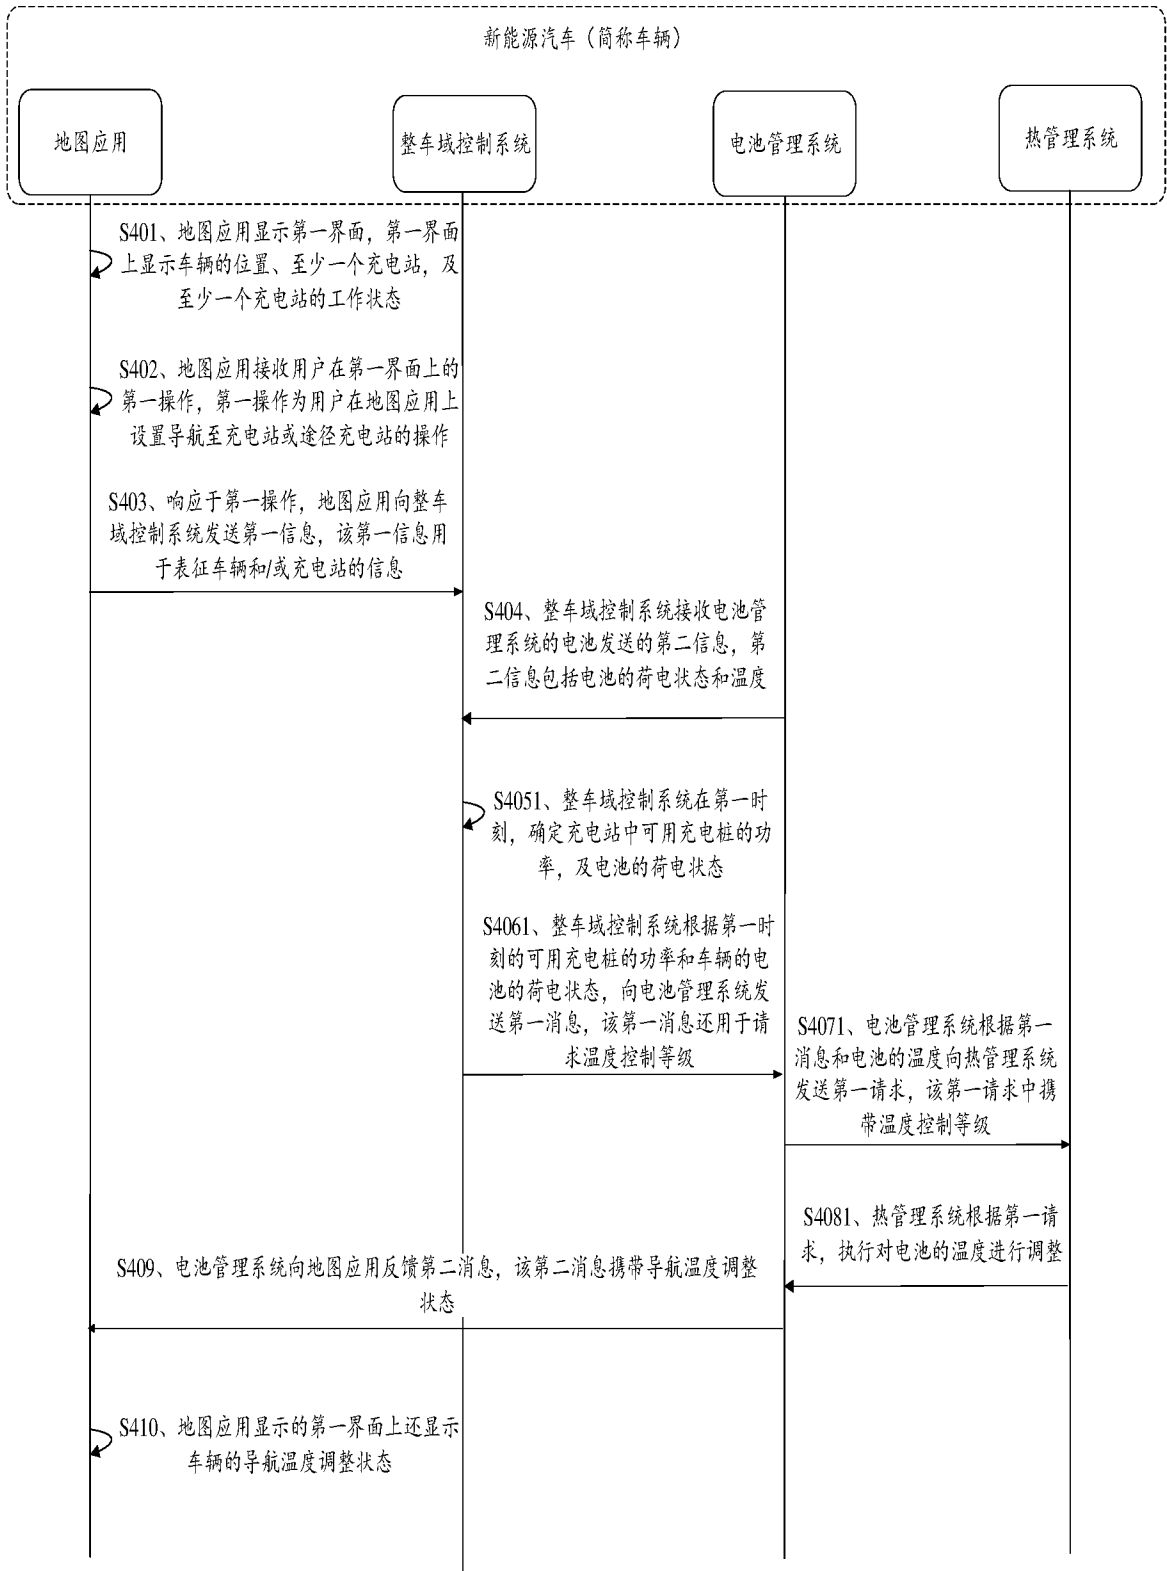 新能源汽车（简称车辆）
地图应用
整车域控制系统
电池管理系统
热管理系统
S401、地图应用显示第一界面，第一界面
上显示车辆的位置、至少一个充电站，及
至少一个充电站的工作状态
S402、地图应用接收用户在第一界面上的
第一操作，第一操作为用户在地图应用上
设置导航至充电站或途径充电站的操作
S403、响应于第一操作，地图应用向整车
域控制系统发送第一信息，该第一信息用
于表征车辆和/或充电站的信息
S404、整车域控制系统接收电池管
理系统的电池发送的第二信息，第
二信息包括电池的荷电状态和温度
S4051、整车域控制系统在第一时
刻，确定充电站中可用充电桩的功
率，及电池的荷电状态
S4061、整车域控制系统根据第一时
刻的可用充电桩的功率和车辆的电
池的荷电状态，向电池管理系统发
送第一消息，该第一消息还用于请
求温度控制等级
S4071、电池管理系统根据第一
消息和电池的温度向热管理系统
发送第一请求，该第一请求中携
带温度控制等级
S4081、热管理系统根据第一请
求，执行对电池的温度进行调整
S409、电池管理系统向地图应用反馈第二消息，该第二消息携带导航温度调整
状态
S410、地图应用显示的第一界面上还显示
车辆的导航温度调整状态